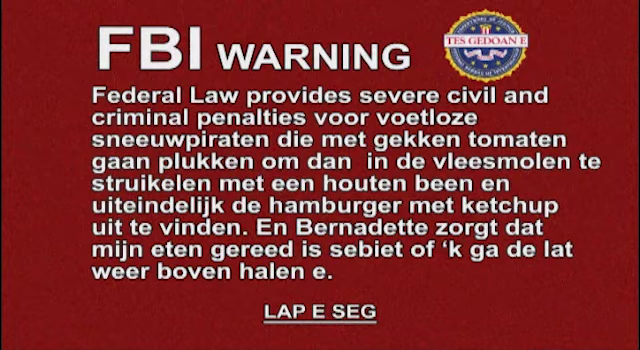 FBI WARNING
TES GEDOAN E
Federal Law provides severe civil and
criminal penalties voor voetloze
sneeuwpiraten die met gekken tomaten
gaan plukken om dan in de vleesmolen te
struikelen met een houten been en
uiteindelijk de hamburger met ketchup
uit te vinden. En Bernadette zorgt dat
mijn eten gereed is sebiet of ‘k ga de lat
weer boven halen e.
LAP E SEG